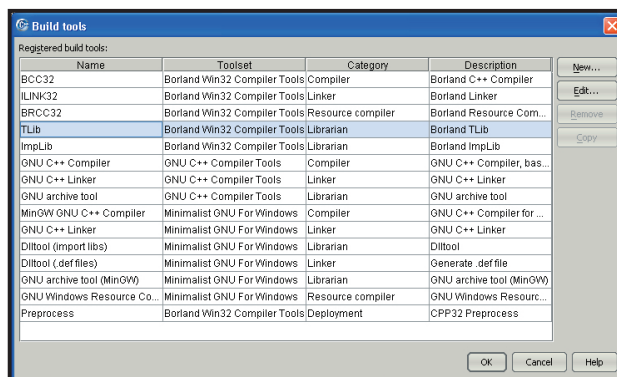 Build tools
Registered build tools:
Name Toolset Category Description
BCC32 Borland Win32 Compiler Tools Compiler Borland C++ Compiler
ILINK32 Borland Win32 Compiler Tools Linker Borland Linker
BRCC32 Borland Win32 Compiler Tools Resource compiler Borland Resource Com...
TLib Borland Win32 Compiler Tools Librarian Borland TLib
ImpLib Borland Win32 Compiler Tools Librarian Borland ImpLib
GNU C++ Compiler GNU C++ Compiler Tools Compiler GNU C++ Compiler, bas...
GNU C++ Linker GNU C++ Compiler Tools Linker GNU C++ Linker
GNU archive tool GNU C++ Compiler Tools Librarian GNU archive tool
MinGW GNU C++ Compiler Minimalist GNU For Windows Compiler GNU C++ Compiler for ...
GNU C++ Linker Minimalist GNU For Windows Linker GNU C++ Linker
Dlltool (import libs) Minimalist GNU For Windows Librarian Dlltool
Dlltool (.def files) Minimalist GNU For Windows Linker Generate .def file
GNU archive tool (MinGW) Minimalist GNU For Windows Librarian GNU archive tool (MinGW)
GNU Windows Resource Co... Minimalist GNU For Windows Resource compiler GNU Windows Resourc...
Preprocess Borland Win32 Compiler Tools Deployment CPP32 Preprocess
New...
Edit...
Remove
Copy
OK Cancel Help